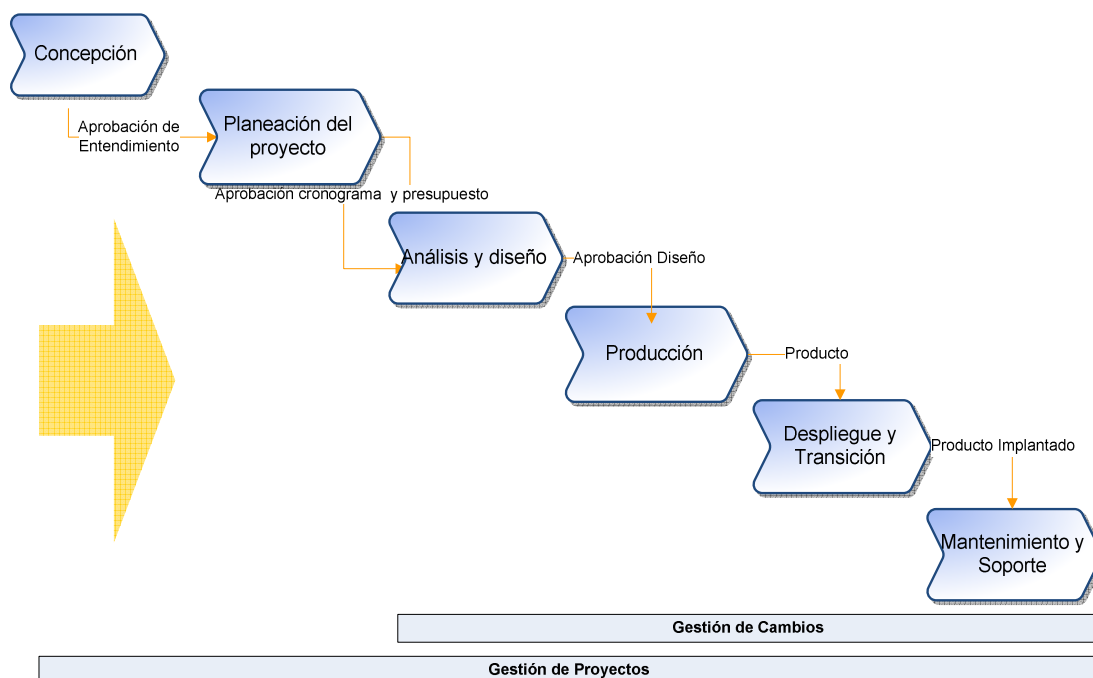 Concepción
Aprobación de
Entendimiento
Planeación del
proyecto
Aprobación cronograma y presupuesto
Análisis y diseño
Aprobación Diseño
Producción
Producto
Despliegue y
Transición
Producto Implantado
Mantenimiento y
Soporte
Gestión de Cambios
Gestión de Proyectos